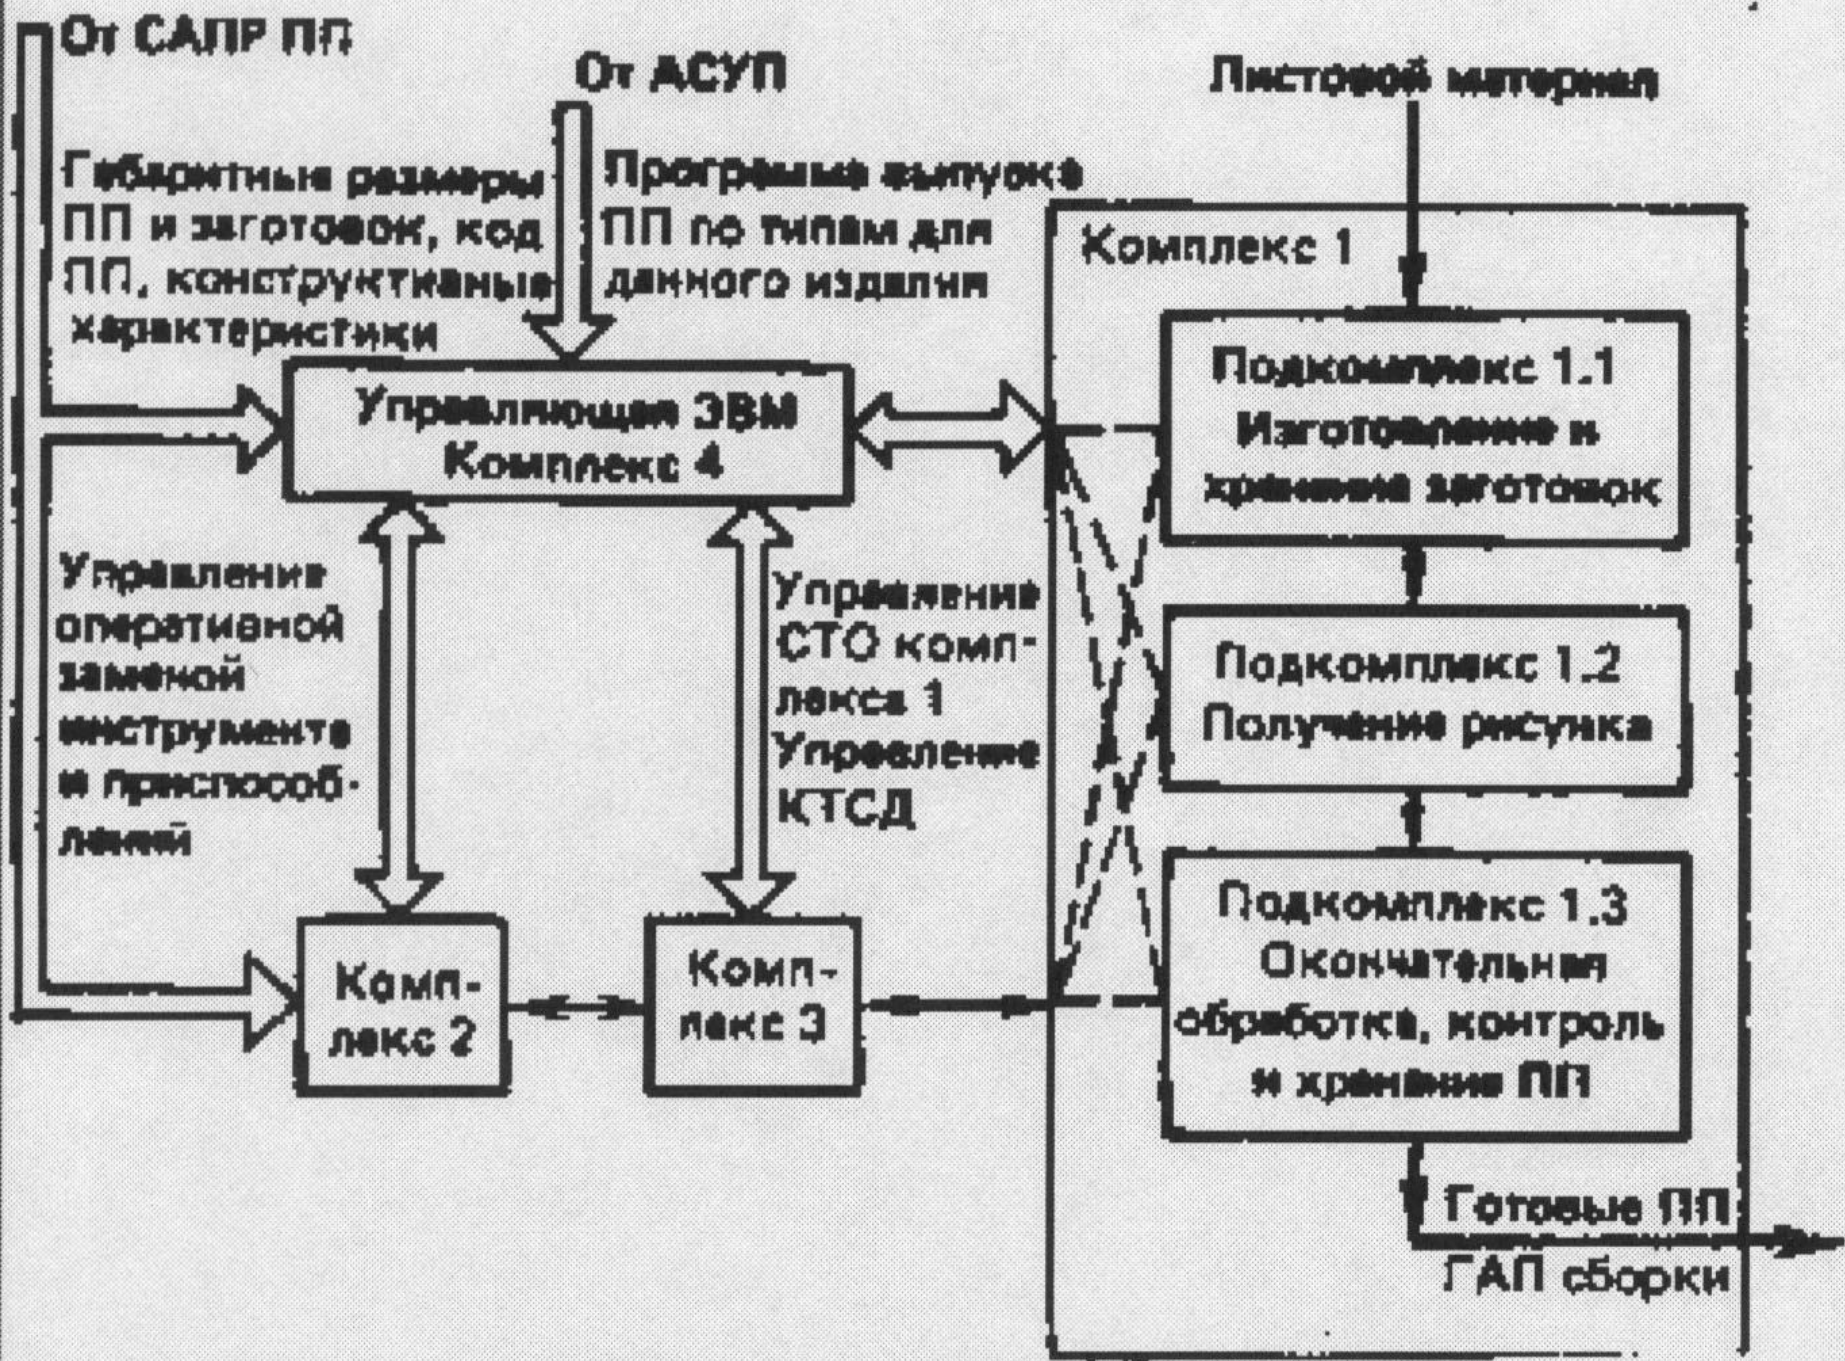 От САПР ПП
От АСУП
Листовой материал
Габаритные размеры
ПП и заготовок, код
ПП, конструктивные
характеристики
Программа выпуска
ПП по типам для
данного изделия
Комплекс 1
Управляющая ЭВМ
Комплекс 4
Подкомплекс 1.1
Изготовление и
хранение заготовок
Управление
оперативной
заменой
инструмента
и приспособ-
лений
Управление
СТО комп-
лекса 1
Управление
КТСД
Подкомплекс 1.2
Получение рисунка
Комп-
лекс 2
Комп-
лекс 3
Подкомплекс 1.3
Окончательная
обработка, контроль
и хранение ПП
Готовые ПП
ГАП сборки